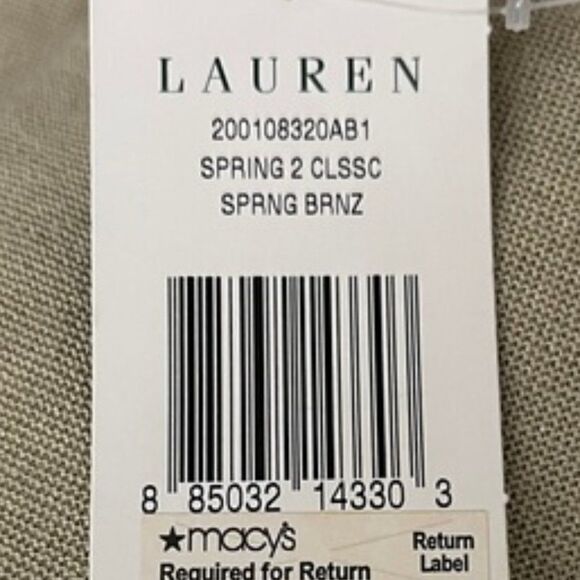 LAUREN
200108320AB1
SPRING 2 CLSSC
SPRNG BRNZ
8 85032 14330 3
★macy's
Required for Return
Return
Label